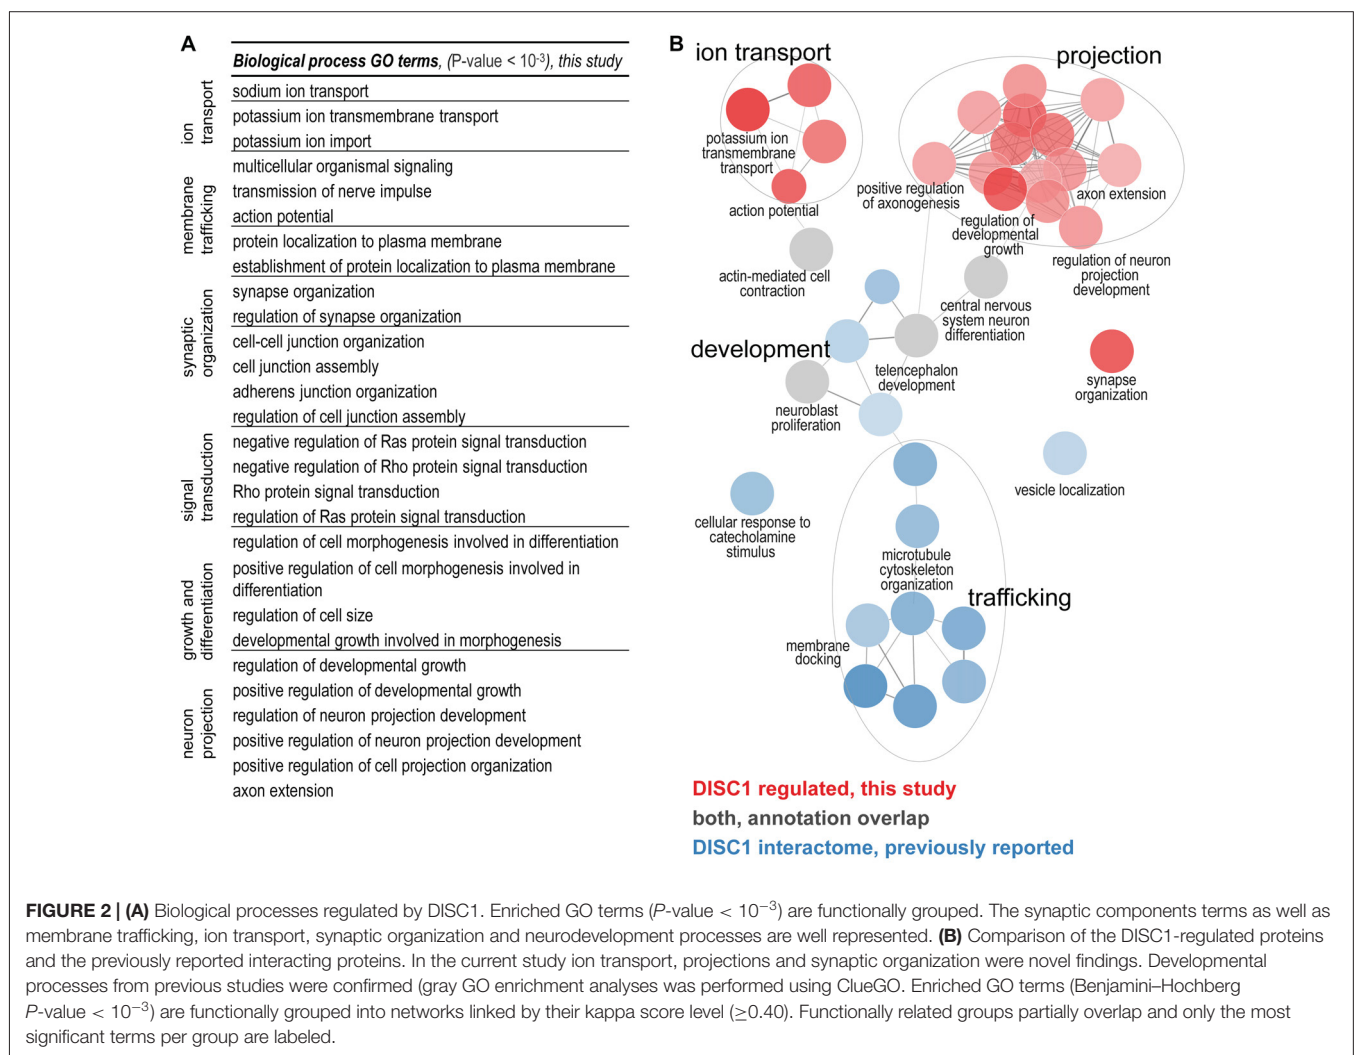 A
Biological process GO terms, (P-value < 10-3), this study
ion
transport
sodium ion transport
potassium ion transmembrane transport
potassium ion import
membrane
trafficking
multicellular organismal signaling
transmission of nerve impulse
action potential
protein localization to plasma membrane
establishment of protein localization to plasma membrane
synaptic
organization
synapse organization
regulation of synapse organization
cell-cell junction organization
cell junction assembly
adherens junction organization
regulation of cell junction assembly
signal
transduction
negative regulation of Ras protein signal transduction
negative regulation of Rho protein signal transduction
Rho protein signal transduction
regulation of Ras protein signal transduction
growth and
differentiation
regulation of cell morphogenesis involved in differentiation
positive regulation of cell morphogenesis involved in
differentiation
regulation of cell size
developmental growth involved in morphogenesis
neuron
projection
regulation of developmental growth
positive regulation of developmental growth
regulation of neuron projection development
positive regulation of neuron projection development
positive regulation of cell projection organization
axon extension
B
ion transport
potassium ion
transmembrane
transport
action potential
actin-mediated cell
contraction
projection
positive regulation
of axonogenesis
axon extension
regulation of
developmental
growth
regulation of neuron
projection
development
central nervous
system neuron
differentiation
development
telencephalon
development
neuroblast
proliferation
synapse
organization
vesicle localization
cellular response to
catecholamine
stimulus
microtubule
cytoskeleton
organization
trafficking
membrane
docking
DISC1 regulated, this study
both, annotation overlap
DISC1 interactome, previously reported
FIGURE 2 | (A) Biological processes regulated by DISC1. Enriched GO terms (P-value < 10−3) are functionally grouped. The synaptic components terms as well as
membrane trafficking, ion transport, synaptic organization and neurodevelopment processes are well represented. (B) Comparison of the DISC1-regulated proteins
and the previously reported interacting proteins. In the current study ion transport, projections and synaptic organization were novel findings. Developmental
processes from previous studies were confirmed (gray GO enrichment analyses was performed using ClueGO. Enriched GO terms (Benjamini–Hochberg
P-value < 10−3) are functionally grouped into networks linked by their kappa score level (≥0.40). Functionally related groups partially overlap and only the most
significant terms per group are labeled.